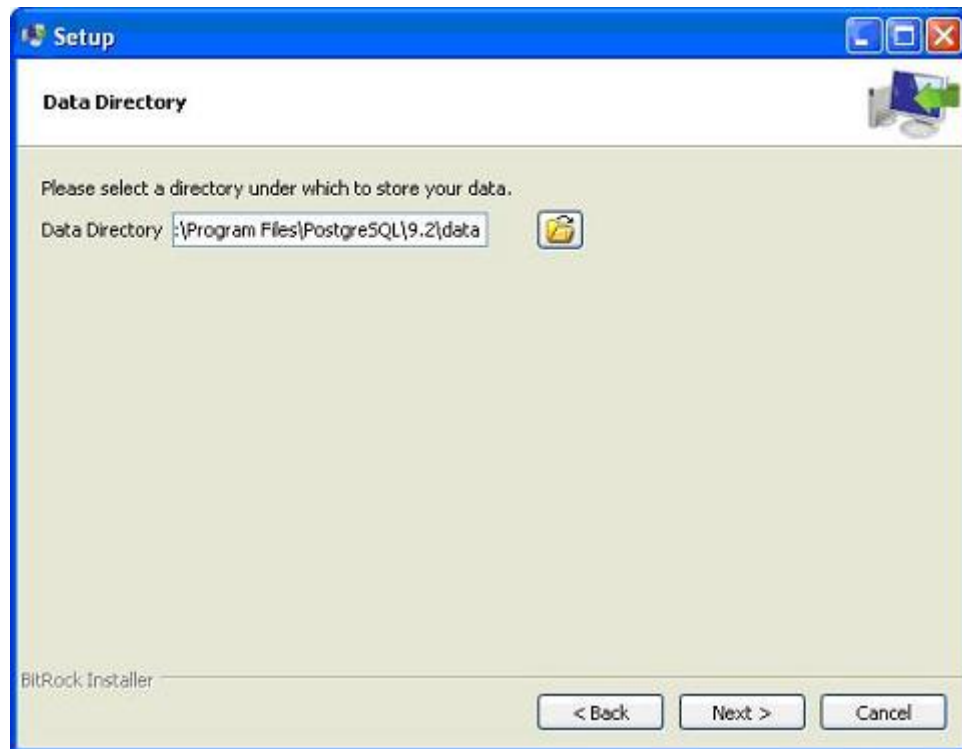 Setup
Data Directory
Please select a directory under which to store your data.
Data Directory :\Program Files\PostgreSQL\9.2\data
BitRock Installer
< Back Next > Cancel